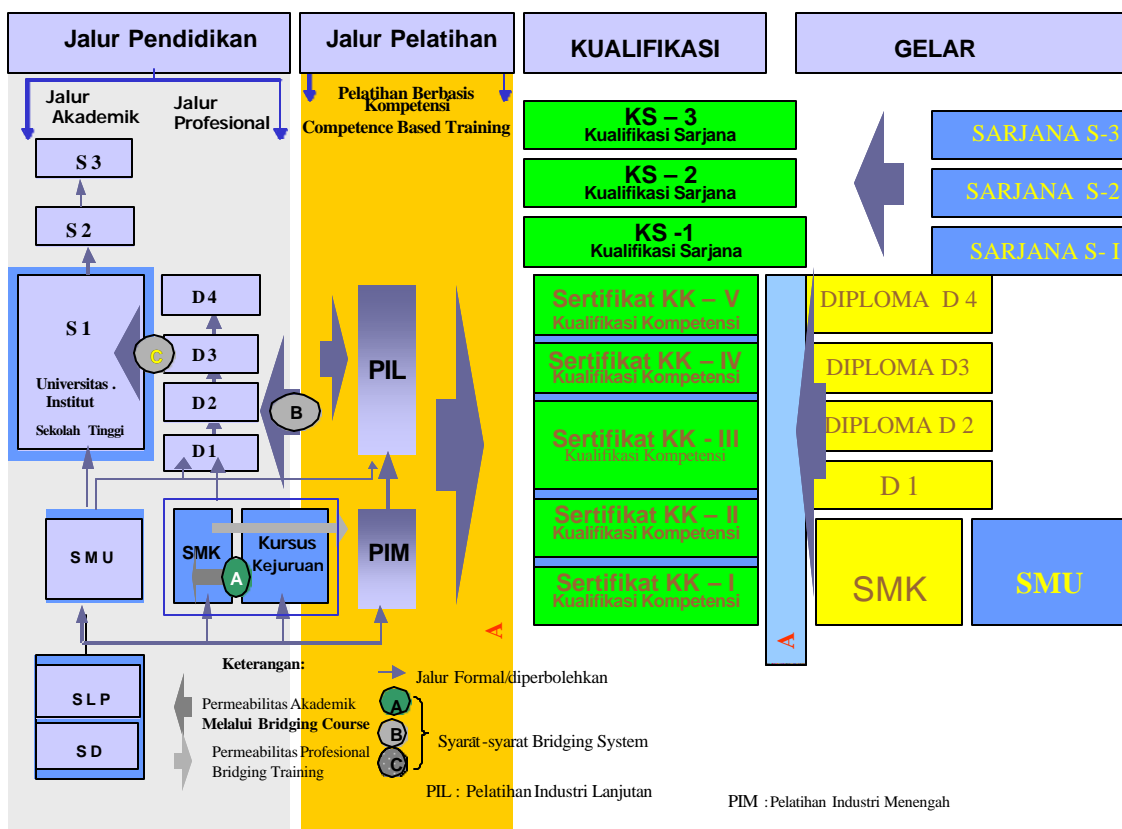 Jalur Pendidikan
Jalur Pelatihan
KUALIFIKASI
GELAR
Jalur
Akademik
Jalur
Profesional
Pelatihan Berbasis
Kompetensi
Competence Based Training
S 3
S 2
S 1
Universitas .
Institut
Sekolah Tinggi
D 4
D 3
D 2
D 1
C
B
PIL
PIM
S M U
SMK
Kursus
Kejuruan
A
S L P
S D
KS – 3
Kualifikasi Sarjana
KS – 2
Kualifikasi Sarjana
KS -1
Kualifikasi Sarjana
Sertifikat KK – V
Kualifikasi Kompetensi
Sertifikat KK – IV
Kualifikasi Kompetensi
Sertifikat KK - III
Kualifikasi Kompetensi
Sertifikat KK – II
Kualifikasi Kompetensi
Sertifikat KK – I
Kualifikasi Kompetensi
A
A
SARJANA S-3
SARJANA S-2
SARJANA S- I
DIPLOMA D 4
DIPLOMA D3
DIPLOMA D 2
D 1
SMK
SMU
Keterangan:
Jalur Formal/diperbolehkan
Permeabilitas Akademik
Melalui Bridging Course
Permeabilitas Profesional
Bridging Training
A
B
C
Syarat-syarat Bridging System
PIL : Pelatihan Industri Lanjutan
PIM : Pelatihan Industri Menengah